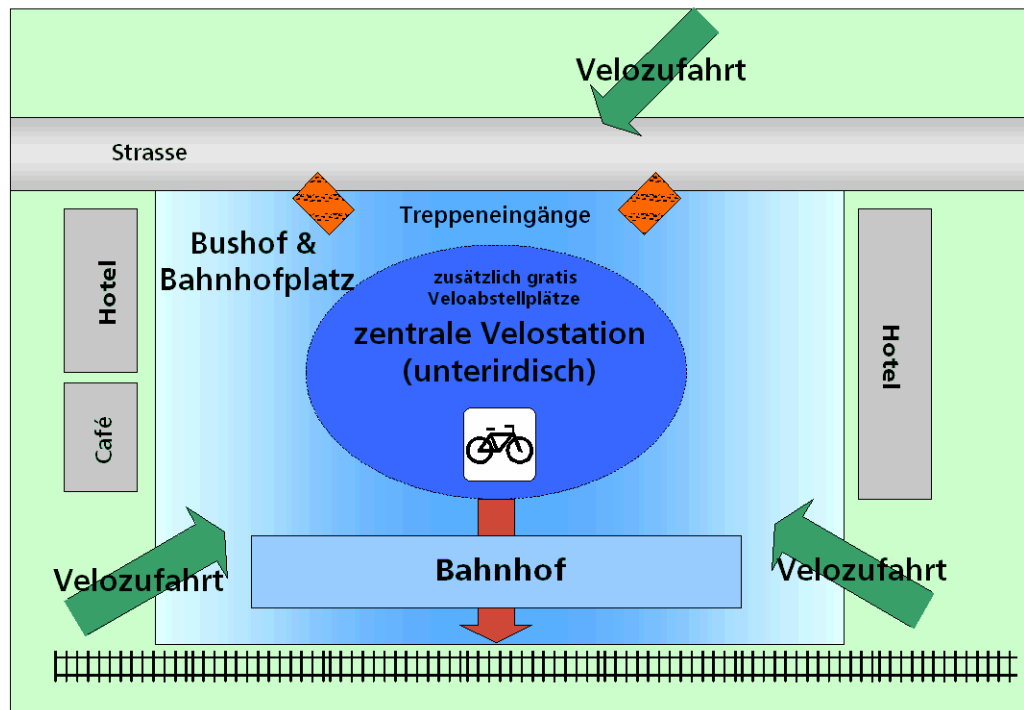 Velozufahrt
Strasse
Treppeneingänge
Bushof &
Bahnhofplatz
Hotel
zusätzlich gratis
Veloabstellplätze
zentrale Velostation
(unterirdisch)
Hotel
Café
Velozufahrt
Bahnhof
Velozufahrt